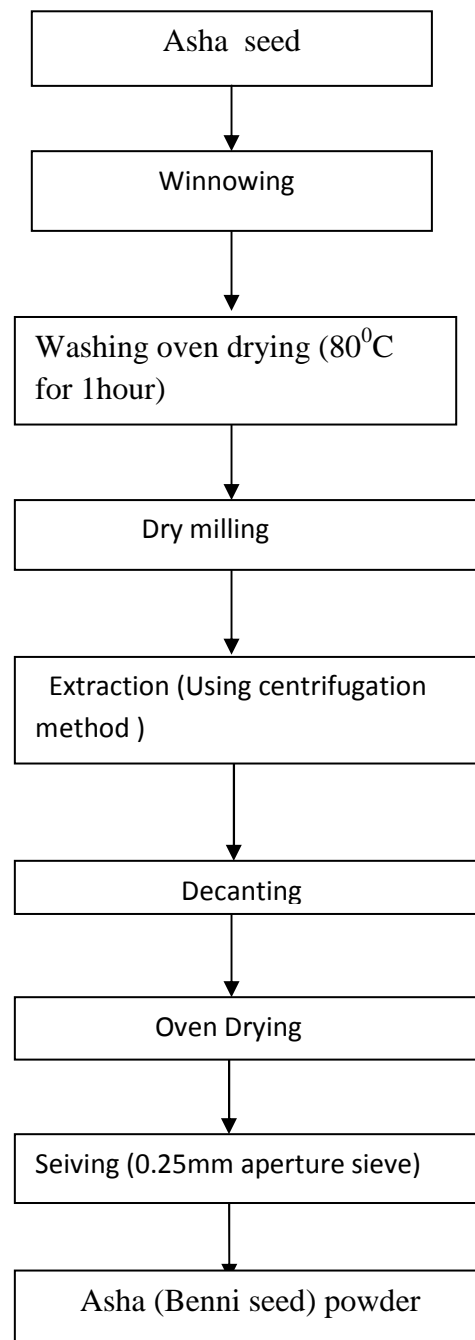 Asha seed
Winnowing
Washing oven drying (80⁰C
for 1hour)
Dry milling
Extraction (Using centrifugation
method )
Decanting
Oven Drying
Seiving (0.25mm aperture sieve)
Asha (Benni seed) powder